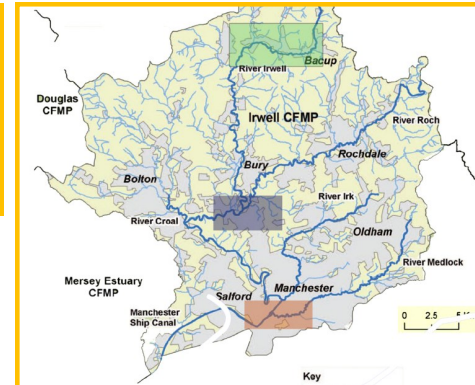 Bacup
River Irwell
Douglas
CFMP
Irwell CFMP
River Roch
Rochdale
Bury
Bolton
River Irk
River Croal
Oldham
River Medlock
Mersey Estuary
CFMP
Manchester
Salford
Manchester
Ship Canal
0 2.5
Key